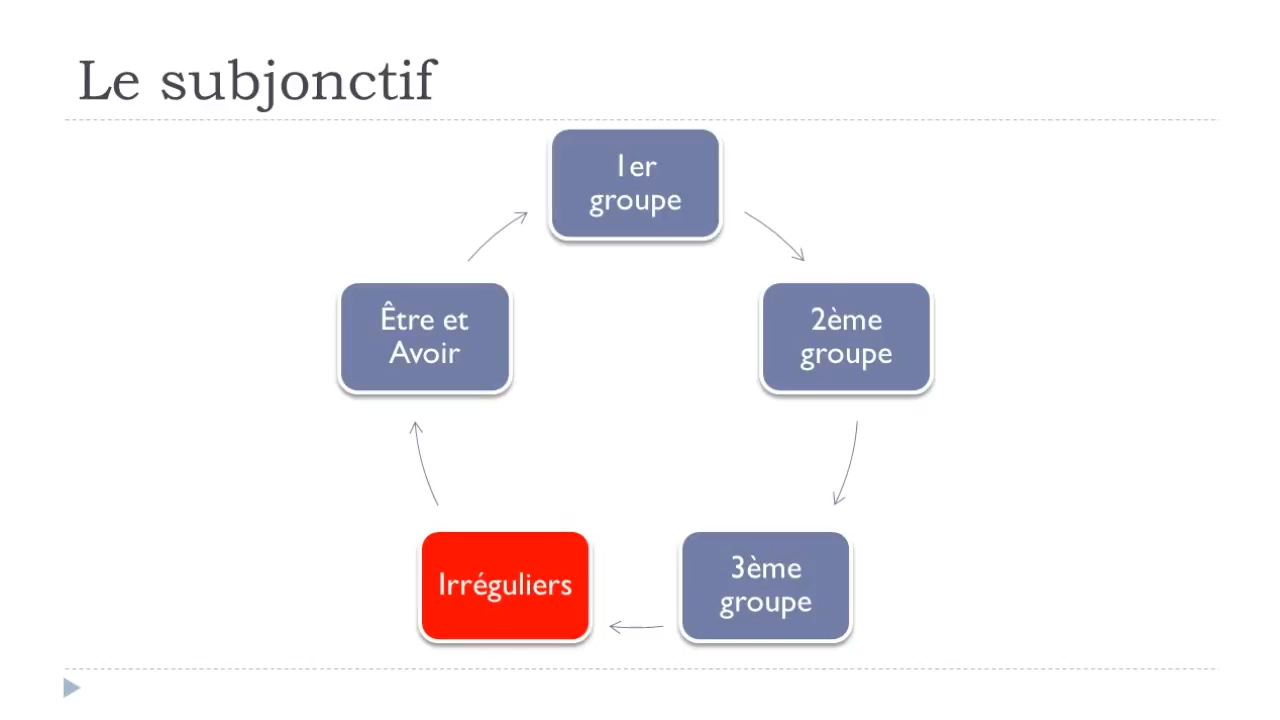 Le subjonctif
1er
groupe
Être et
Avoir
2ème
groupe
Irréguliers
3ème
groupe